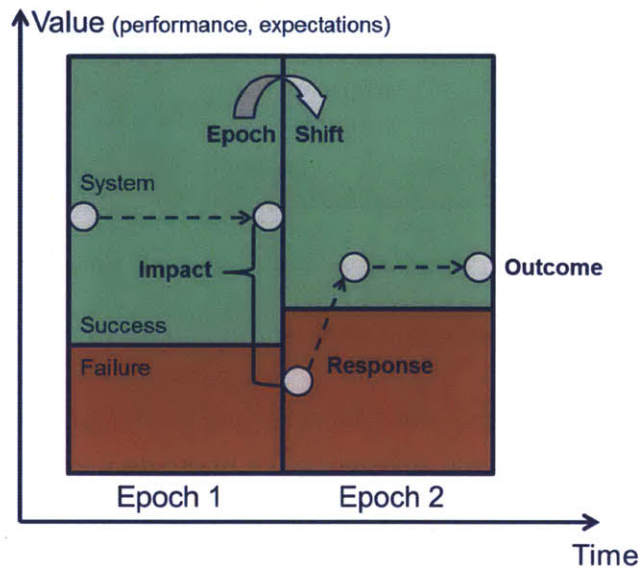 Value (performance, expectations)
Epoch Shift
System
Impact
Outcome
Success
Failure
Response
Epoch 1
Epoch 2
Time